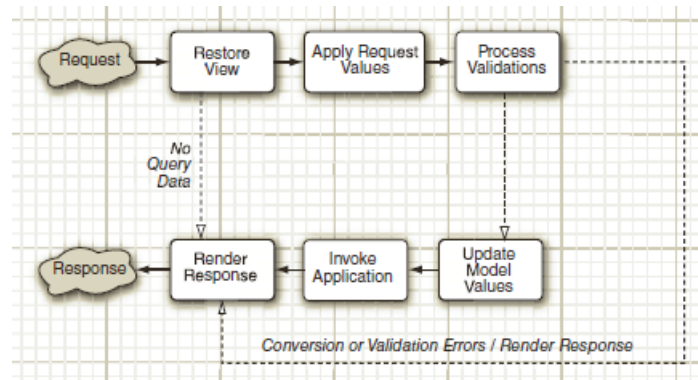 Request
Restore
View
Apply Request
Values
Process
Validations
No
Query
Data
Response
Render
Response
Invoke
Application
Update
Model
Values
Conversion or Validation Errors / Render Response